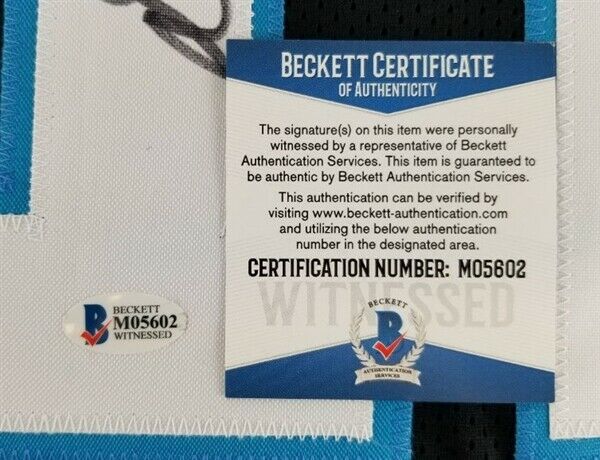 BECKETT CERTIFICATE
OF AUTHENTICITY
The signature(s) on this item were personally
witnessed by a representative of Beckett
Authentication Services. This item is guaranteed to
be authentic by Beckett Authentication Services.
This authentication can be verified by
visiting www.beckett-authentication.com
and utilizing the below authentication
number in the designated area.
CERTIFICATION NUMBER: M05602
WITNESSED
BECKETT
B
AUTHENTICATION
SERVICES
BECKETT
B M05602
WITNESSED